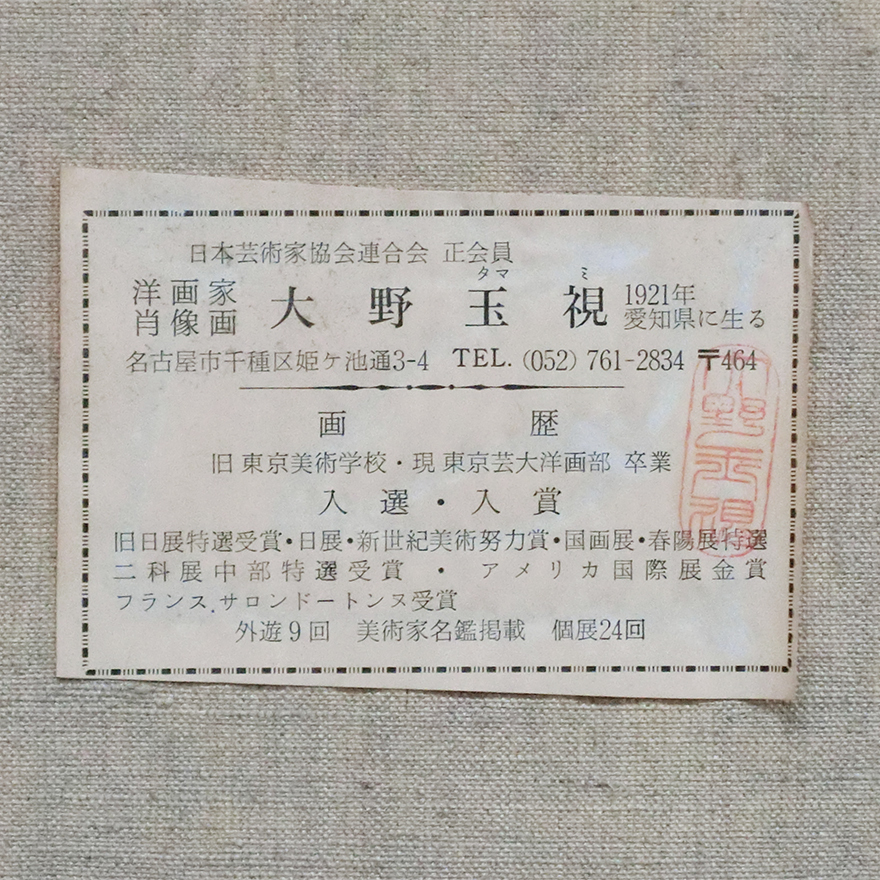 日本芸術家協会連合会 正会員
洋画家
肖像画
タマ ミ
大野玉視
1921年
愛知県に生る
名古屋市千種区姫ケ池通3-4 TEL. (052) 761-2834 〒464
画歴
旧 東京美術学校・現 東京芸大洋画部 卒業
入選・入賞
旧日展特選受賞・日展・新世紀美術努力賞・国画展・春陽展特選
二科展中部特選受賞・アメリカ国際展金賞
フランス.サロンドートンヌ受賞
外遊9回 美術家名鑑掲載 個展24回
大野玉視